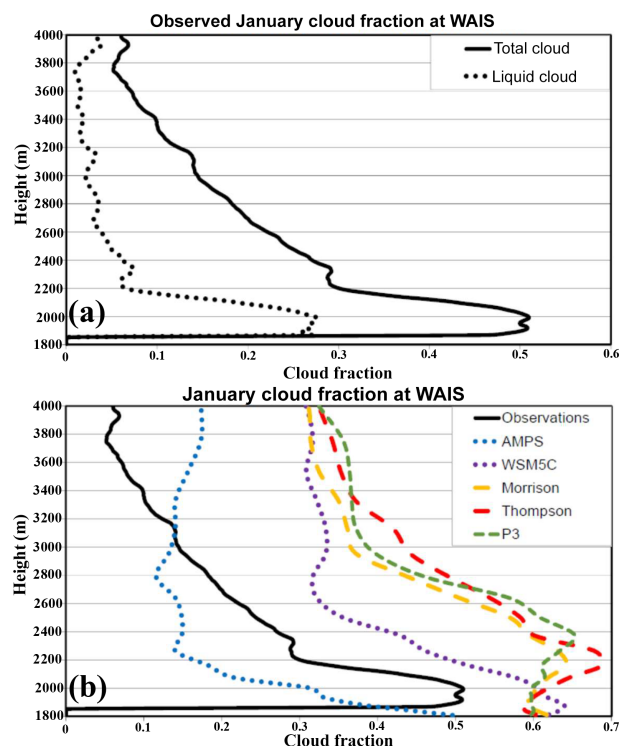 Observed January cloud fraction at WAIS
4000
3800
3600
3400
3200
3000
2800
2600
2400
2200
2000
1800
Height (m)
Total cloud
Liquid cloud
(a)
0 0.1 0.2 0.3 0.4 0.5 0.6
Cloud fraction
January cloud fraction at WAIS
4000
3800
3600
3400
3200
3000
2800
2600
2400
2200
2000
1800
Height (m)
Observations
AMPS
WSM5C
Morrison
Thompson
P3
(b)
0 0.1 0.2 0.3 0.4 0.5 0.6 0.7
Cloud fraction